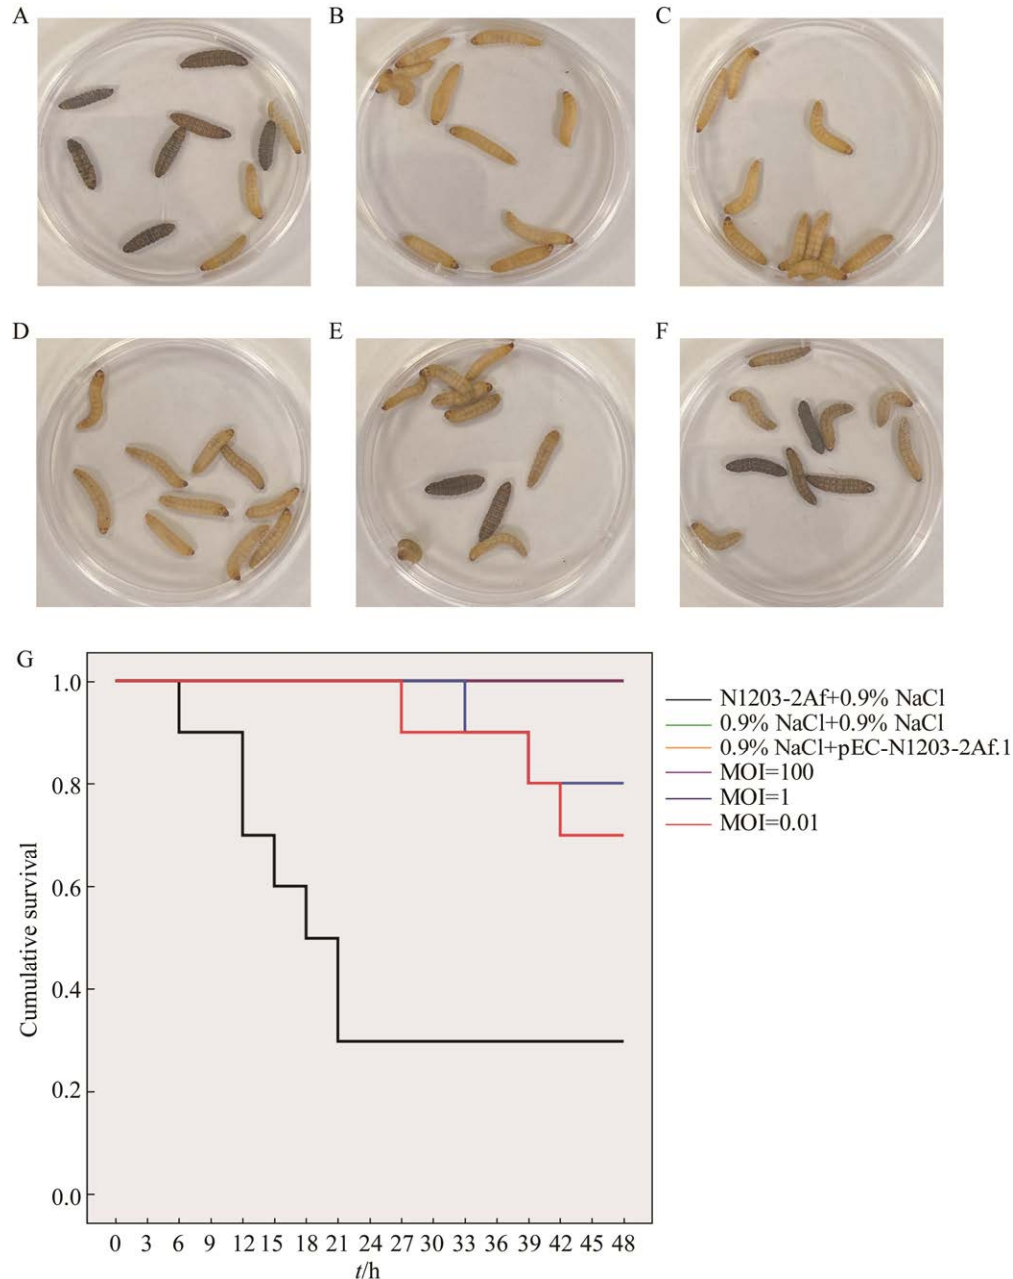 A
B
C
D
E
F
G
1.0
0.8
0.6
0.4
0.2
0.0
Cumulative survival
0 3 6 9 12 15 18 21 24 27 30 33 36 39 42 45 48
t/h
N1203-2Af+0.9% NaCl
0.9% NaCl+0.9% NaCl
0.9% NaCl+pEC-N1203-2Af.1
MOI=100
MOI=1
MOI=0.01